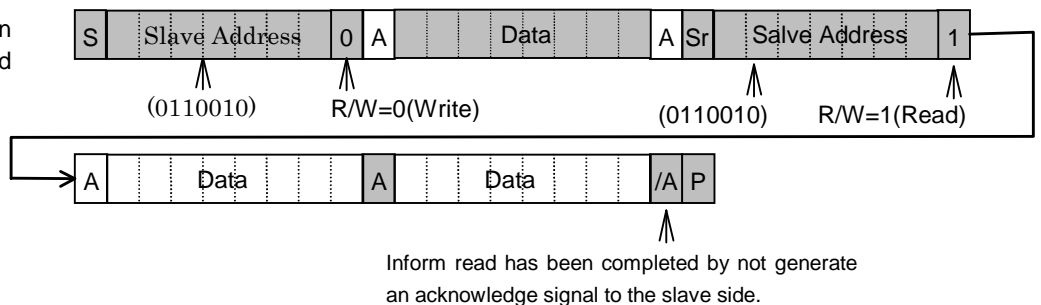 n
d
S Slave Address 0 A Data A Sr Salve Address 1
(0110010) R/W=0(Write) (0110010) R/W=1(Read)
A Data A Data /A P
Inform read has been completed by not generate
an acknowledge signal to the slave side.